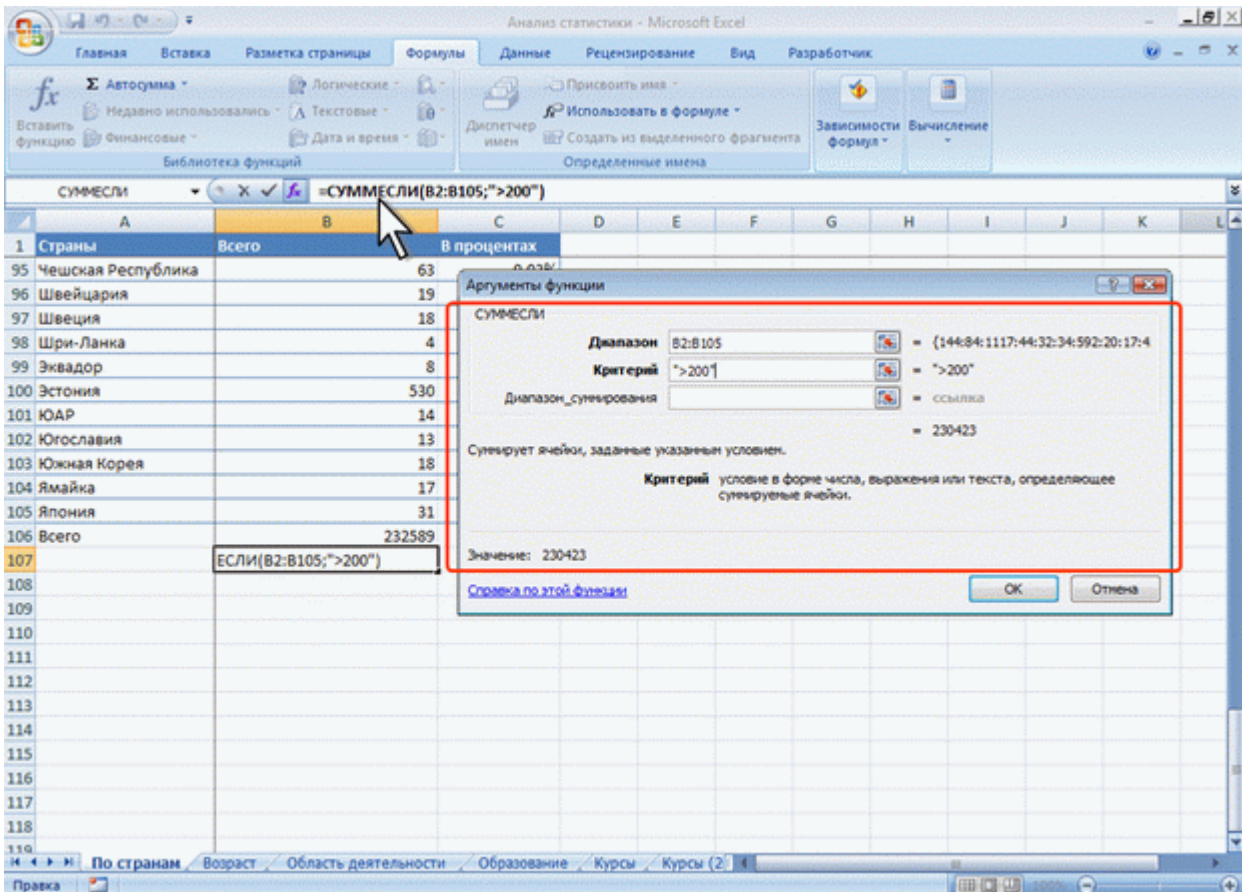 Анализ статистики - Microsoft Excel
Главная Вставка Разметка страницы Формулы Данные Рецензирование Вид Разработчик
fx Вставить функцию
Σ Автосумма
Недавно использовались
Финансовые
Логические
Текстовые
Дата и время
Библиотека функций
Диспетчер имен
Присвоить имя
Использовать в формуле
Создать из выделенного фрагмента
Определенные имена
Зависимости формул
Вычисление
СУММЕСЛИ fx =СУММЕСЛИ(B2:B105;">200")
A B C D E F G H I J K L
1 Страны Всего В процентах
95 Чешская Республика 63 0,03%
96 Швейцария 19
97 Швеция 18
98 Шри-Ланка 4
99 Эквадор 8
100 Эстония 530
101 ЮАР 14
102 Югославия 13
103 Южная Корея 18
104 Ямайка 17
105 Япония 31
106 Всего 232589
107 ЕСЛИ(B2:B105;">200")
108
109
110
111
112
113
114
115
116
117
118
119
Аргументы функции
СУММЕСЛИ
Диапазон B2:B105 = {144:84:1117:44:32:34:592:20:17:4
Критерий ">200" = ">200"
Диапазон_суммирования = ссылка
= 230423
Суммирует ячейки, заданные указанным условием.
Критерий условие в форме числа, выражения или текста, определяющее
суммируемые ячейки.
Значение: 230423
Справка по этой функции OK Отмена
По странам Возраст Область деятельности Образование Курсы Курсы (2
Правка 100%